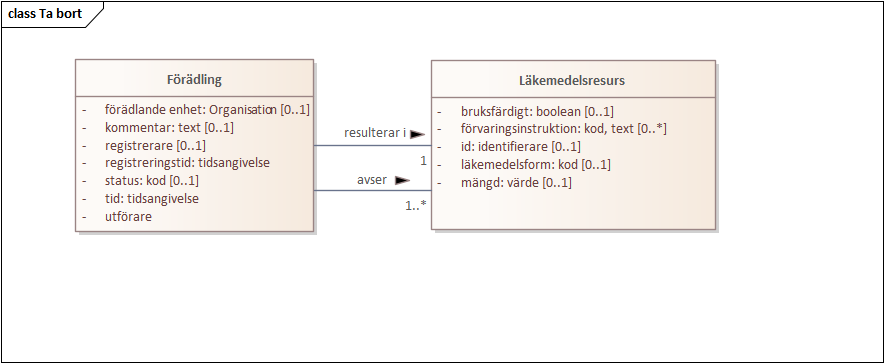 class Ta bort
Förädling
- förädlande enhet: Organisation [0..1]
- kommentar: text [0..1]
- registrerare [0..1]
- registreringstid: tidsangivelse
- status: kod [0..1]
- tid: tidsangivelse
- utförare
resulterar i
1
avser
1..*
Läkemedelsresurs
- bruksfärdigt: boolean [0..1]
- förvaringsinstruktion: kod, text [0..*]
- id: identifierare [0..1]
- läkemedelsform: kod [0..1]
- mängd: värde [0..1]